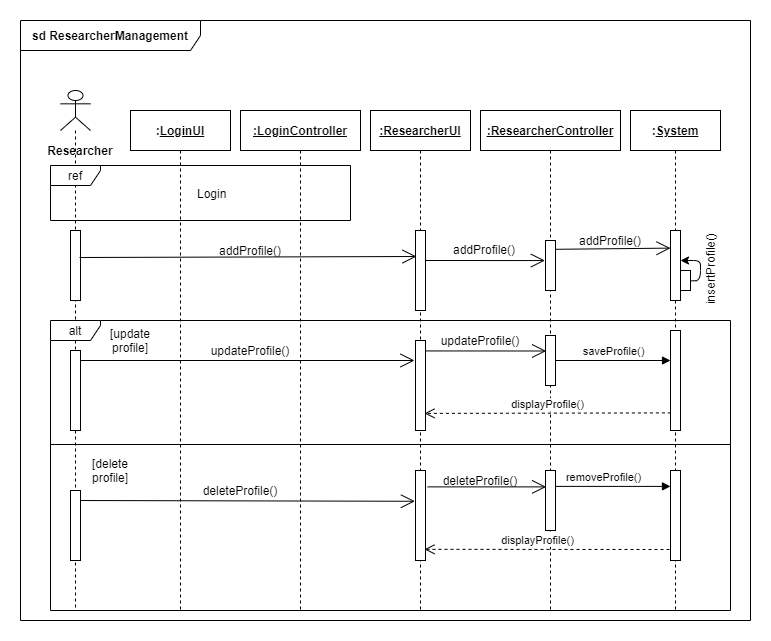 sd ResearcherManagement
Researcher
:LoginUI
:LoginController
:ResearcherUI
:ResearcherController
:System
ref
Login
addProfile()
addProfile()
addProfile()
insertProfile()
alt
[update
profile]
updateProfile()
updateProfile()
saveProfile()
displayProfile()
[delete
profile]
deleteProfile()
deleteProfile()
removeProfile()
displayProfile()